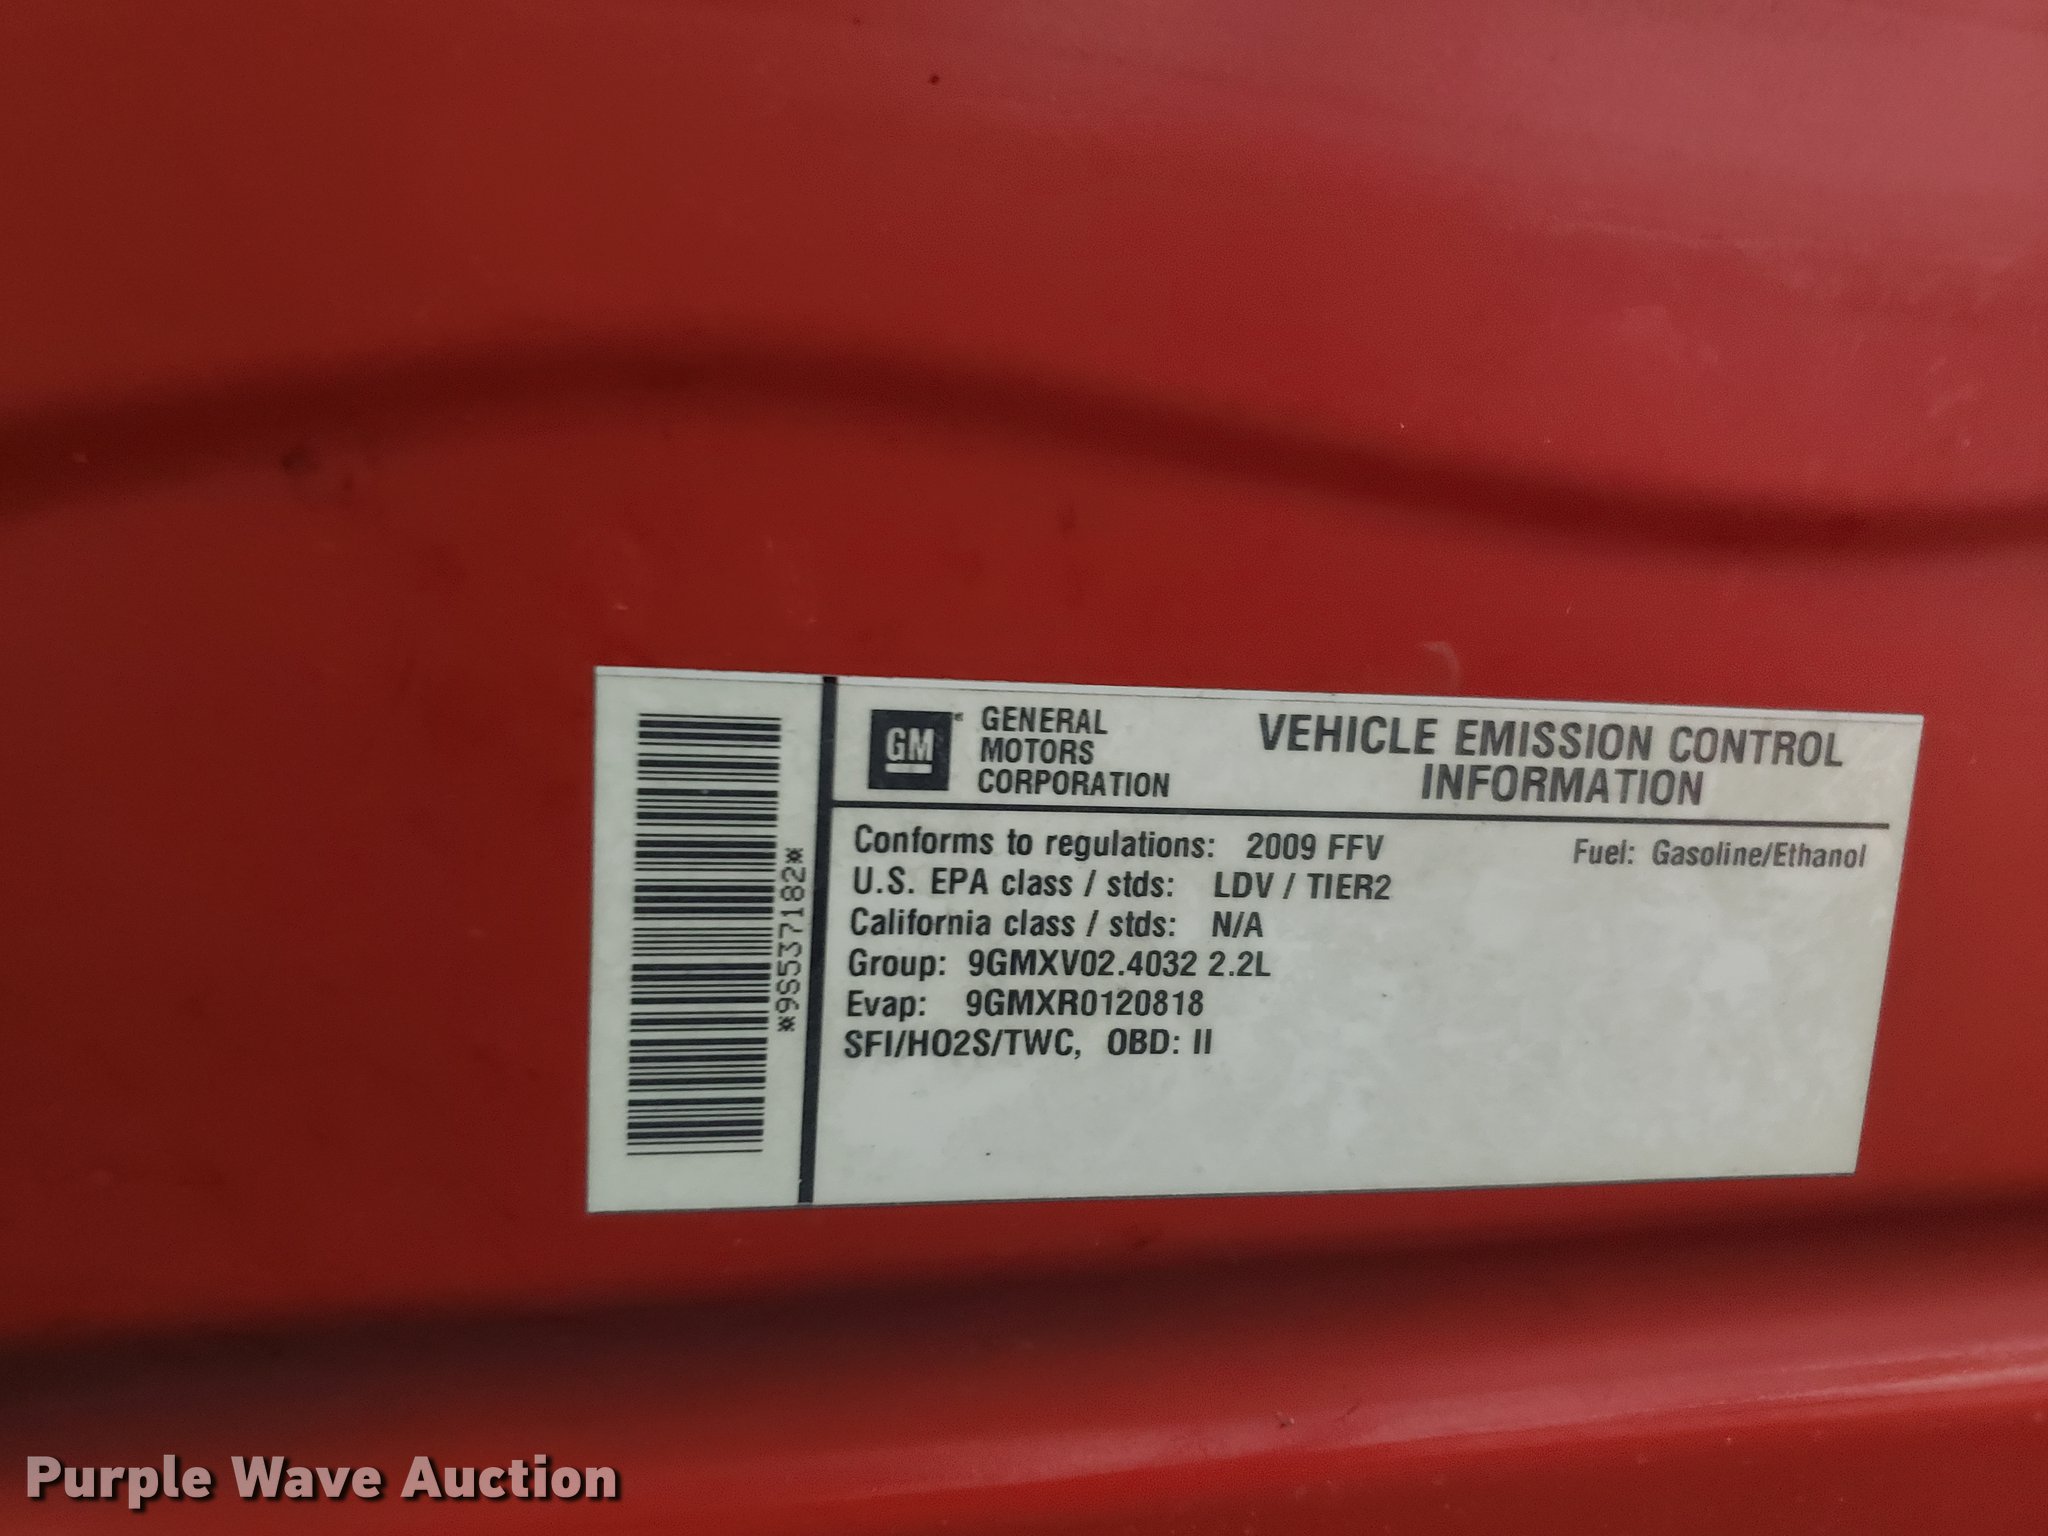 *9S537182*
GM
GENERAL
MOTORS
CORPORATION
VEHICLE EMISSION CONTROL
INFORMATION
Conforms to regulations: 2009 FFV
Fuel: Gasoline/Ethanol
U.S. EPA class / stds: LDV / TIER2
California class / stds: N/A
Group: 9GMXV02.4032 2.2L
Evap: 9GMXR0120818
SFI/HO2S/TWC, OBD: II
Purple Wave Auction